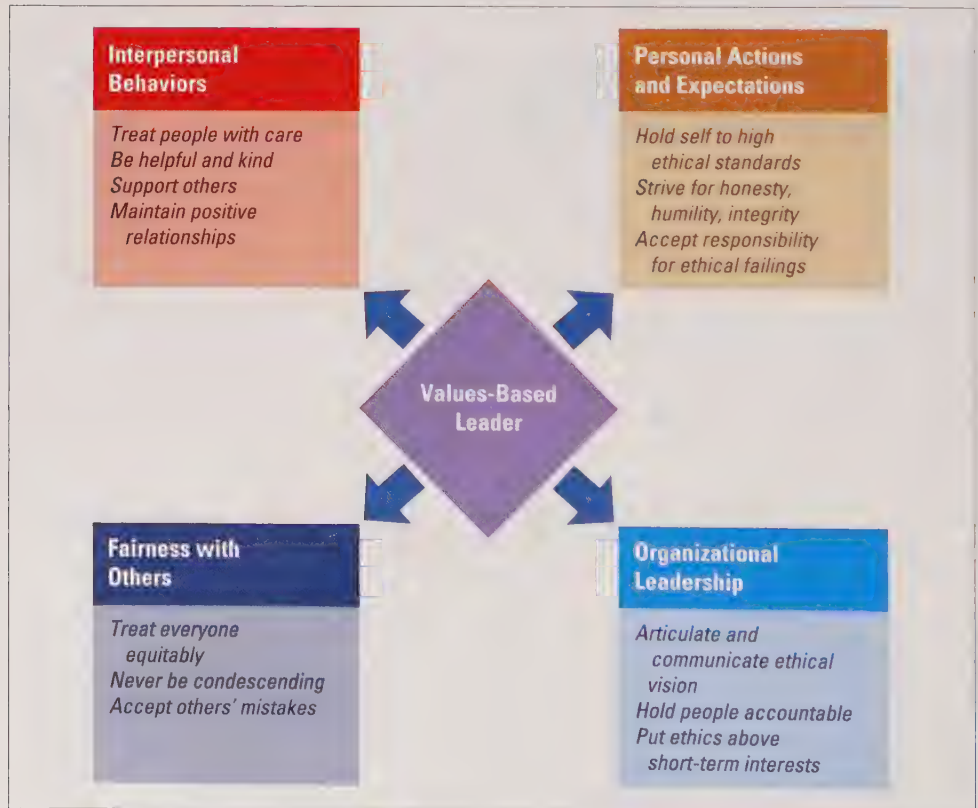 Interpersonal
Behaviors
Treat people with care
Be helpful and kind
Support others
Maintain positive
relationships
Personal Actions
and Expectations
Hold self to high
ethical standards
Strive for honesty,
humility, integrity
Accept responsibility
for ethical failings
Values-Based
Leader
Fairness with
Others
Treat everyone
equitably
Never be condescending
Accept others' mistakes
Organizational
Leadership
Articulate and
communicate ethical
vision
Hold people accountable
Put ethics above
short-term interests